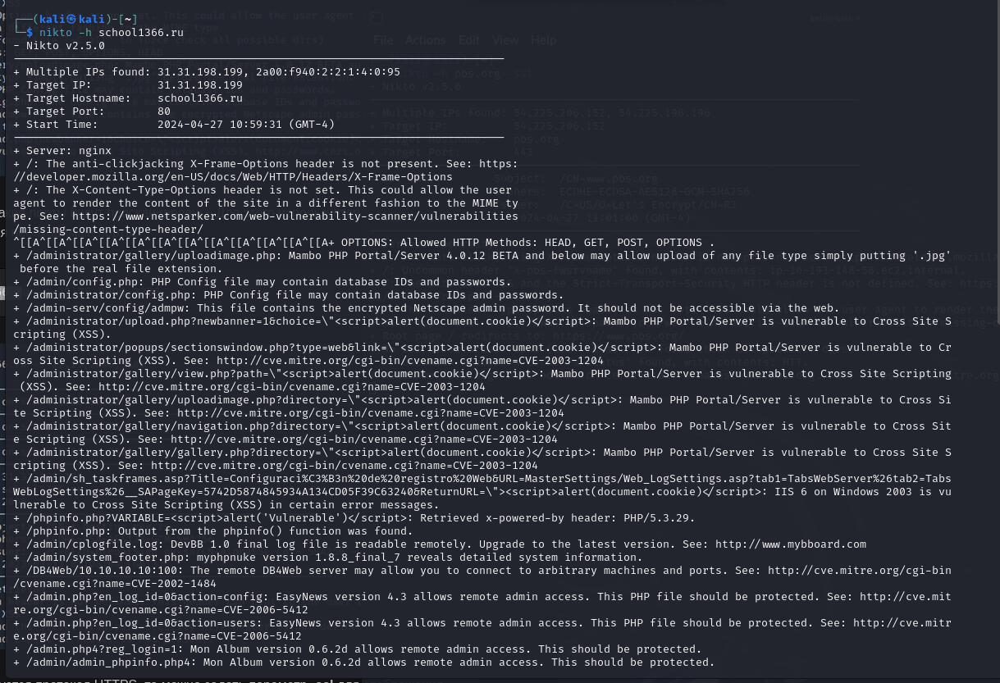 ┌──(kali㉿kali)-[~]
└─$ nikto -h school1366.ru
- Nikto v2.5.0
---------------------------------------------------------------------------
+ Multiple IPs found: 31.31.198.199, 2a00:f940:2:2:1:4:0:95
+ Target IP:          31.31.198.199
+ Target Hostname:    school1366.ru
+ Target Port:        80
+ Start Time:         2024-04-27 10:59:31 (GMT-4)
---------------------------------------------------------------------------
+ Server: nginx
+ /: The anti-clickjacking X-Frame-Options header is not present. See: https:
//developer.mozilla.org/en-US/docs/Web/HTTP/Headers/X-Frame-Options
+ /: The X-Content-Type-Options header is not set. This could allow the user
agent to render the content of the site in a different fashion to the MIME ty
pe. See: https://www.netsparker.com/web-vulnerability-scanner/vulnerabilities
/missing-content-type-header/
^[[A^[[A^[[A^[[A^[[A^[[A^[[A^[[A^[[A^[[A^[[A^[[A+ OPTIONS: Allowed HTTP Methods: HEAD, GET, POST, OPTIONS .
+ /administrator/gallery/uploadimage.php: Mambo PHP Portal/Server 4.0.12 BETA and below may allow upload of any file type simply putting '.jpg'
 before the real file extension.
+ /admin/config.php: PHP Config file may contain database IDs and passwords.
+ /administrator/config.php: PHP Config file may contain database IDs and passwords.
+ /admin-serv/config/admpw: This file contains the encrypted Netscape admin password. It should not be accessible via the web.
+ /administrator/upload.php?newbanner=1&choice=\"<script>alert(document.cookie)</script>: Mambo PHP Portal/Server is vulnerable to Cross Site S
cripting (XSS).
+ /administrator/popups/sectionswindow.php?type=web&link=\"<script>alert(document.cookie)</script>: Mambo PHP Portal/Server is vulnerable to Cr
oss Site Scripting (XSS). See: http://cve.mitre.org/cgi-bin/cvename.cgi?name=CVE-2003-1204
+ /administrator/gallery/view.php?path=\"<script>alert(document.cookie)</script>: Mambo PHP Portal/Server is vulnerable to Cross Site Scripting
 (XSS). See: http://cve.mitre.org/cgi-bin/cvename.cgi?name=CVE-2003-1204
+ /administrator/gallery/uploadimage.php?directory=\"<script>alert(document.cookie)</script>: Mambo PHP Portal/Server is vulnerable to Cross Si
te Scripting (XSS). See: http://cve.mitre.org/cgi-bin/cvename.cgi?name=CVE-2003-1204
+ /administrator/gallery/navigation.php?directory=\"<script>alert(document.cookie)</script>: Mambo PHP Portal/Server is vulnerable to Cross Sit
e Scripting (XSS). See: http://cve.mitre.org/cgi-bin/cvename.cgi?name=CVE-2003-1204
+ /administrator/gallery/gallery.php?directory=\"<script>alert(document.cookie)</script>: Mambo PHP Portal/Server is vulnerable to Cross Site S
cripting (XSS). See: http://cve.mitre.org/cgi-bin/cvename.cgi?name=CVE-2003-1204
+ /admin/sh_taskframes.asp?Title=Configuraci%C3%B3n%20de%20registro%20Web&URL=MasterSettings/Web_LogSettings.asp?tab1=TabsWebServer%26tab2=Tabs
WebLogSettings%26__SAPageKey=5742D5874845934A134CD05F39C63240&ReturnURL=\"><script>alert(document.cookie)</script>: IIS 6 on Windows 2003 is vu
lnerable to Cross Site Scripting (XSS) in certain error messages.
+ /phpinfo.php?VARIABLE=<script>alert('Vulnerable')</script>: Retrieved x-powered-by header: PHP/5.3.29.
+ /phpinfo.php: Output from the phpinfo() function was found.
+ /admin/cplogfile.log: DevBB 1.0 final log file is readable remotely. Upgrade to the latest version. See: http://www.mybboard.com
+ /admin/system_footer.php: myphpnuke version 1.8.8_final_7 reveals detailed system information.
+ /DB4Web/10.10.10.10:100: The remote DB4Web server may allow you to connect to arbitrary machines and ports. See: http://cve.mitre.org/cgi-bin
/cvename.cgi?name=CVE-2002-1484
+ /admin.php?en_log_id=0&action=config: EasyNews version 4.3 allows remote admin access. This PHP file should be protected. See: http://cve.mit
re.org/cgi-bin/cvename.cgi?name=CVE-2006-5412
+ /admin.php?en_log_id=0&action=users: EasyNews version 4.3 allows remote admin access. This PHP file should be protected. See: http://cve.mitr
e.org/cgi-bin/cvename.cgi?name=CVE-2006-5412
+ /admin.php4?reg_login=1: Mon Album version 0.6.2d allows remote admin access. This should be protected.
+ /admin/admin_phpinfo.php4: Mon Album version 0.6.2d allows remote admin access. This should be protected.